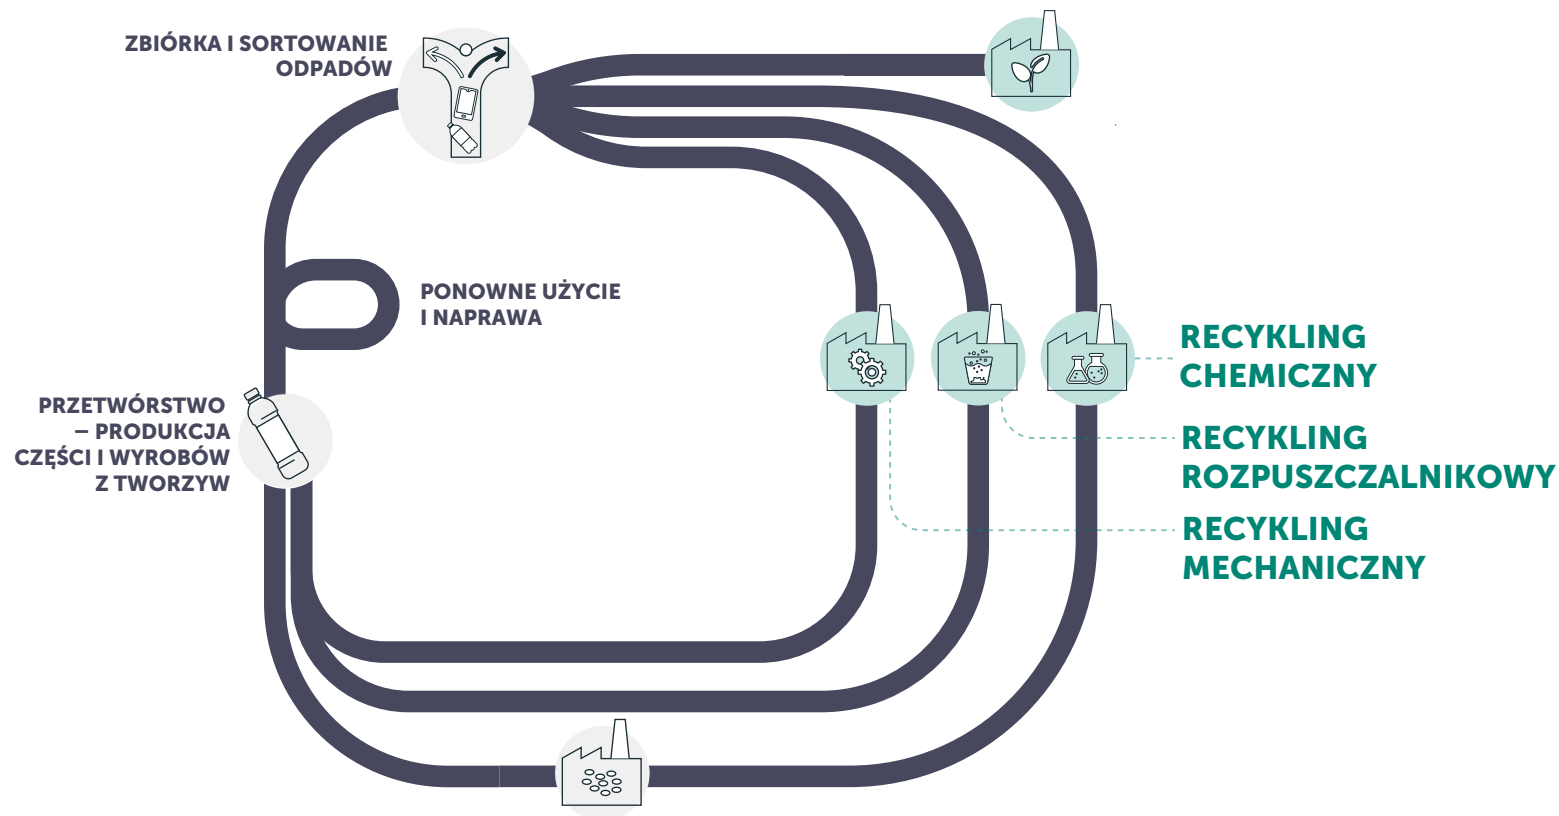 ZBIÓRKA I SORTOWANIE
ODPADÓW
PONOWNE UŻYCIE
I NAPRAWA
PRZETWÓRSTWO
– PRODUKCJA
CZĘŚCI I WYROBÓW
Z TWORZYW
RECYKLING
CHEMICZNY
RECYKLING
ROZPUSZCZALNIKOWY
RECYKLING
MECHANICZNY